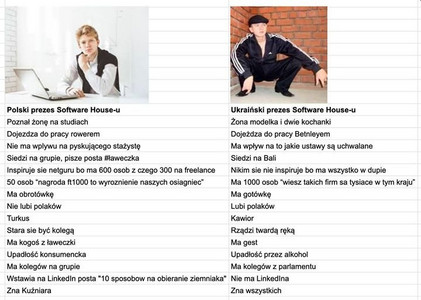 Polski prezes Software House-u
Ukraiński prezes Software House-u
Poznał żonę na studiach
Żona modelka i dwie kochanki
Dojezdza do pracy rowerem
Dojeżdza do pracy Betnleyem
Nie ma wplywu na pyskującego stażystę
Ma wpływ na to jakie ustawy są uchwalane
Siedzi na grupie, pisze posta #laweczka
Siedzi na Bali
Inspiruje sie netguru bo ma 600 osob z czego 300 na freelance
Nikim sie nie inspiruje bo ma wszystko w dupie
50 osob “nagroda ft1000 to wyroznienie naszych osiagniec”
Ma 1000 osob “wiesz takich firm sa tysiace w tym kraju”
Ma obrotówkę
Ma gotówkę
Nie lubi polaków
Lubi polaków
Turkus
Kawior
Stara sie być kolegą
Rządzi twardą ręką
Ma kogoś z ławeczki
Ma gest
Upadłość konsumencka
Upadłość przez alkohol
Ma kolegów na grupie
Ma kolegów z parlamentu
Wstawia na LinkedIn posta "10 sposobow na obieranie ziemniaka"
Nie ma LinkedIna
Zna Kuźniara
Zna wszystkich